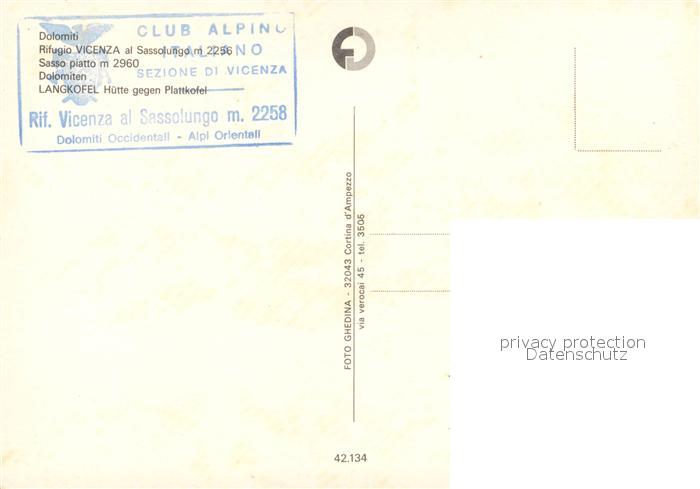 CLUB ALPINO
ITALIANO
SEZIONE DI VICENZA
Rif. Vicenza al Sassolungo m. 2258
Dolomiti Occidentali - Alpi Orientali
Dolomiti
Rifugio VICENZA al Sassolungo m 2256
Sasso piatto m 2960
Dolomiten
LANGKOFEL Hütte gegen Plattkofel
FOTO GHEDINA - 32043 Cortina d'Ampezzo
via verocai 45 - tel. 3505
42.134
privacy protection
Datenschutz